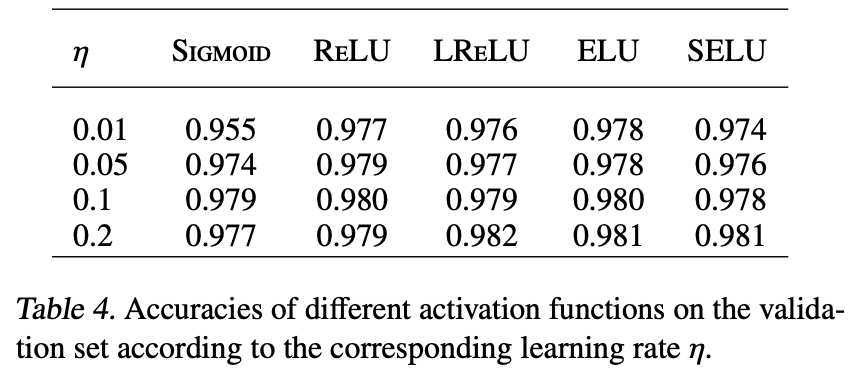 η SIGMOID RELU LRELU ELU SELU
0.01 0.955 0.977 0.976 0.978 0.974
0.05 0.974 0.979 0.977 0.978 0.976
0.1 0.979 0.980 0.979 0.980 0.978
0.2 0.977 0.979 0.982 0.981 0.981
Table 4. Accuracies of different activation functions on the valida-
tion set according to the corresponding learning rate η.